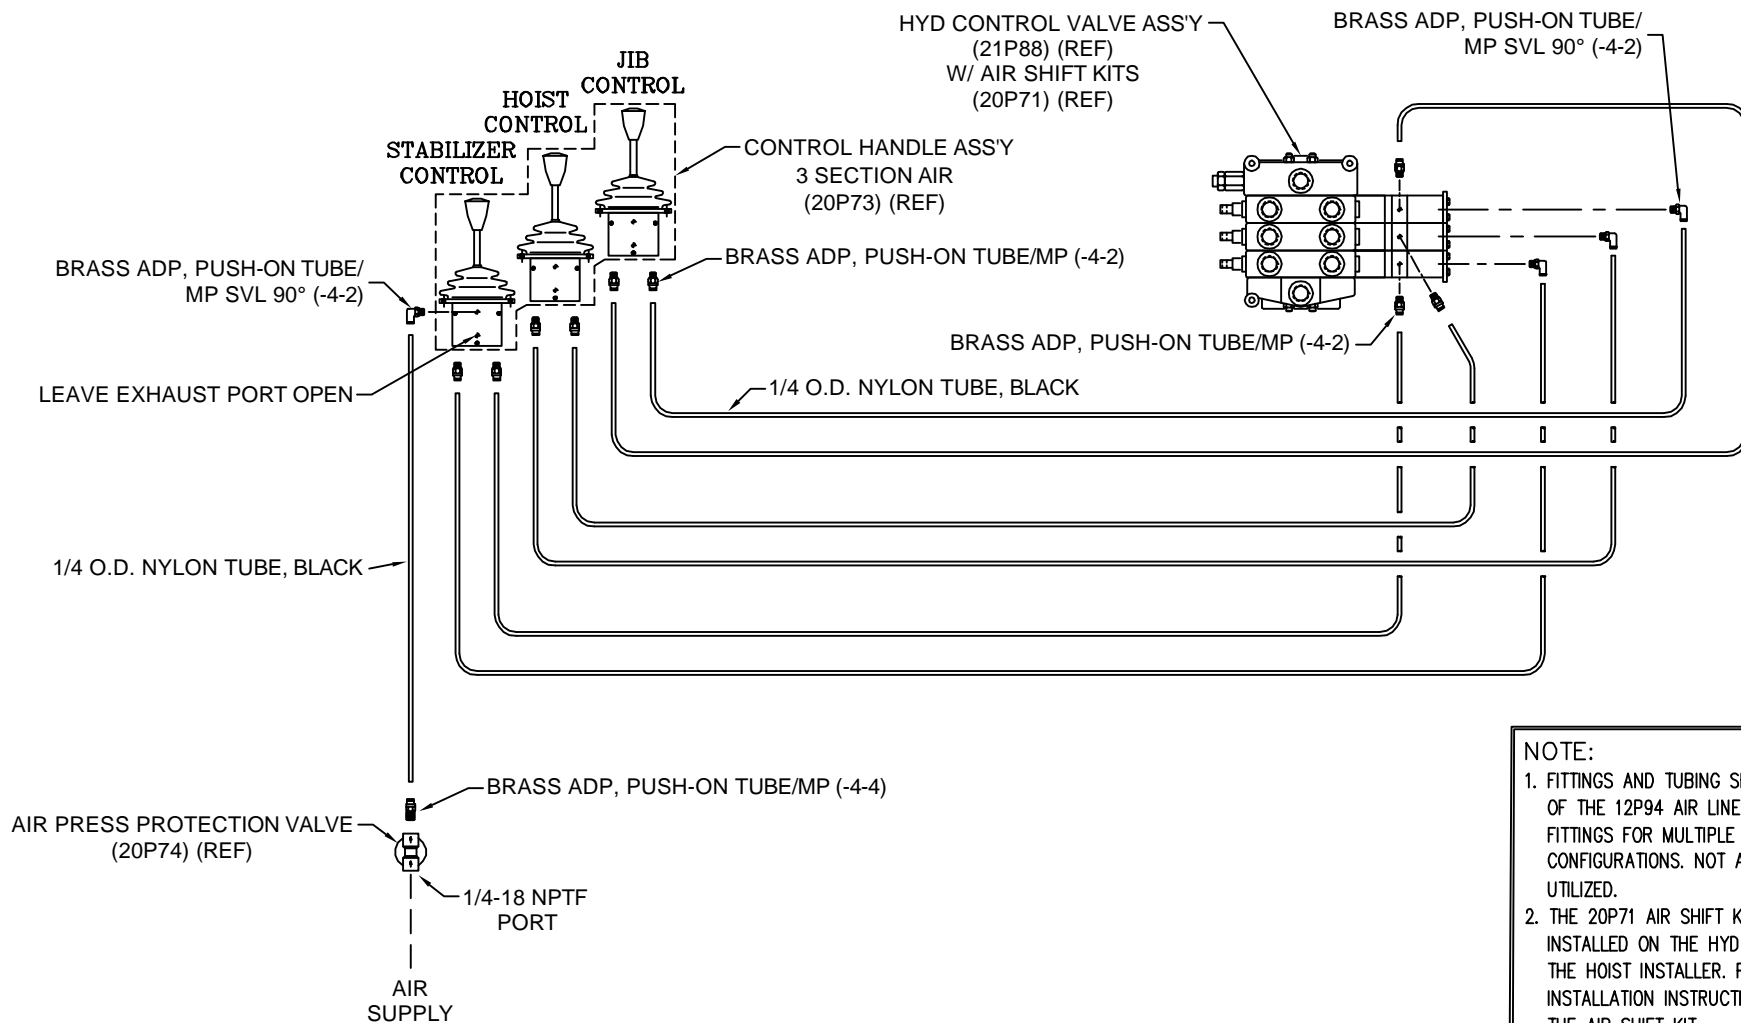 HYD CONTROL VALVE ASS'Y
(21P88) (REF)
W/ AIR SHIFT KITS
(20P71) (REF)
BRASS ADP, PUSH-ON TUBE/
MP SVL 90° (-4-2)
JIB
CONTROL
HOIST
CONTROL
STABILIZER
CONTROL
CONTROL HANDLE ASS'Y
3 SECTION AIR
(20P73) (REF)
BRASS ADP, PUSH-ON TUBE/MP (-4-2)
BRASS ADP, PUSH-ON TUBE/
MP SVL 90° (-4-2)
BRASS ADP, PUSH-ON TUBE/MP (-4-2)
LEAVE EXHAUST PORT OPEN
1/4 O.D. NYLON TUBE, BLACK
1/4 O.D. NYLON TUBE, BLACK
BRASS ADP, PUSH-ON TUBE/MP (-4-4)
AIR PRESS PROTECTION VALVE
(20P74) (REF)
1/4-18 NPTF
PORT
AIR
SUPPLY
NOTE:
1. FITTINGS AND TUBING
OF THE 12P94 AIR LINE
FITTINGS FOR MULTIPLE
CONFIGURATIONS. NOT
UTILIZED.
2. THE 20P71 AIR SHIFT
INSTALLED ON THE HYD
THE HOIST INSTALLER.
INSTALLATION
THE AIR SHIFT KIT